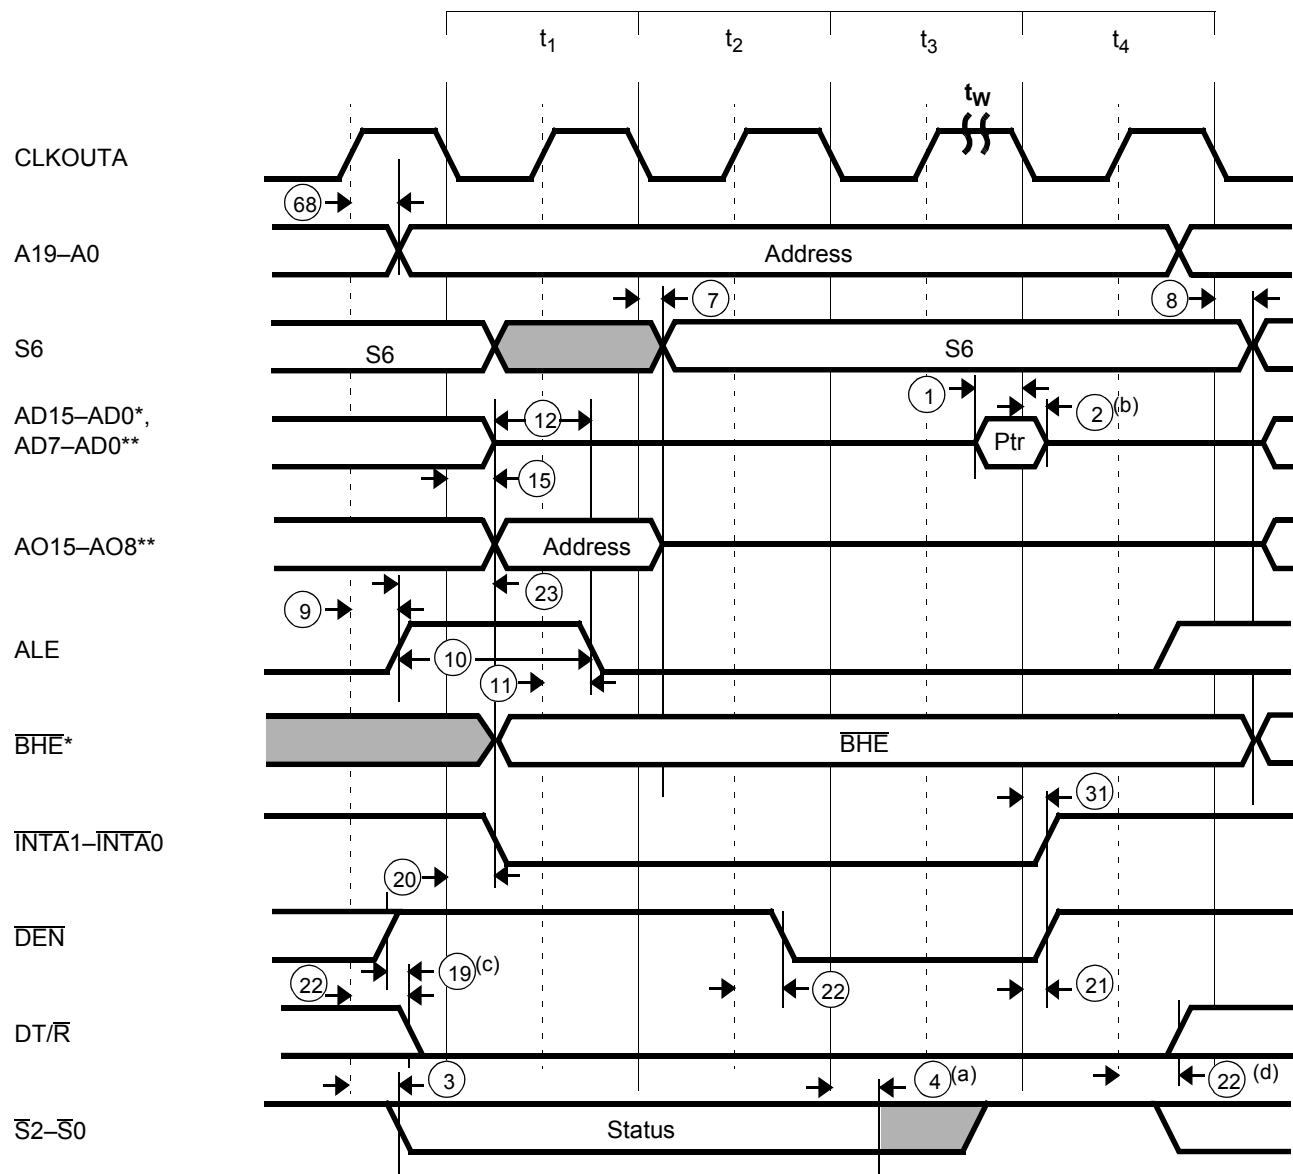 t1 t2 t3 t4
tW
CLKOUTA
68
A19–A0 Address
7 8
S6 S6 S6
1 2(b)
AD15–AD0*, 12
AD7–AD0** Ptr
15
AO15–AO8** Address
23
9
ALE 10
11
BHE* BHE
31
INTA1–INTA0
20
DEN
19(c)
22 22 21
DT/R
3 4(a) 22(d)
S2–S0 Status